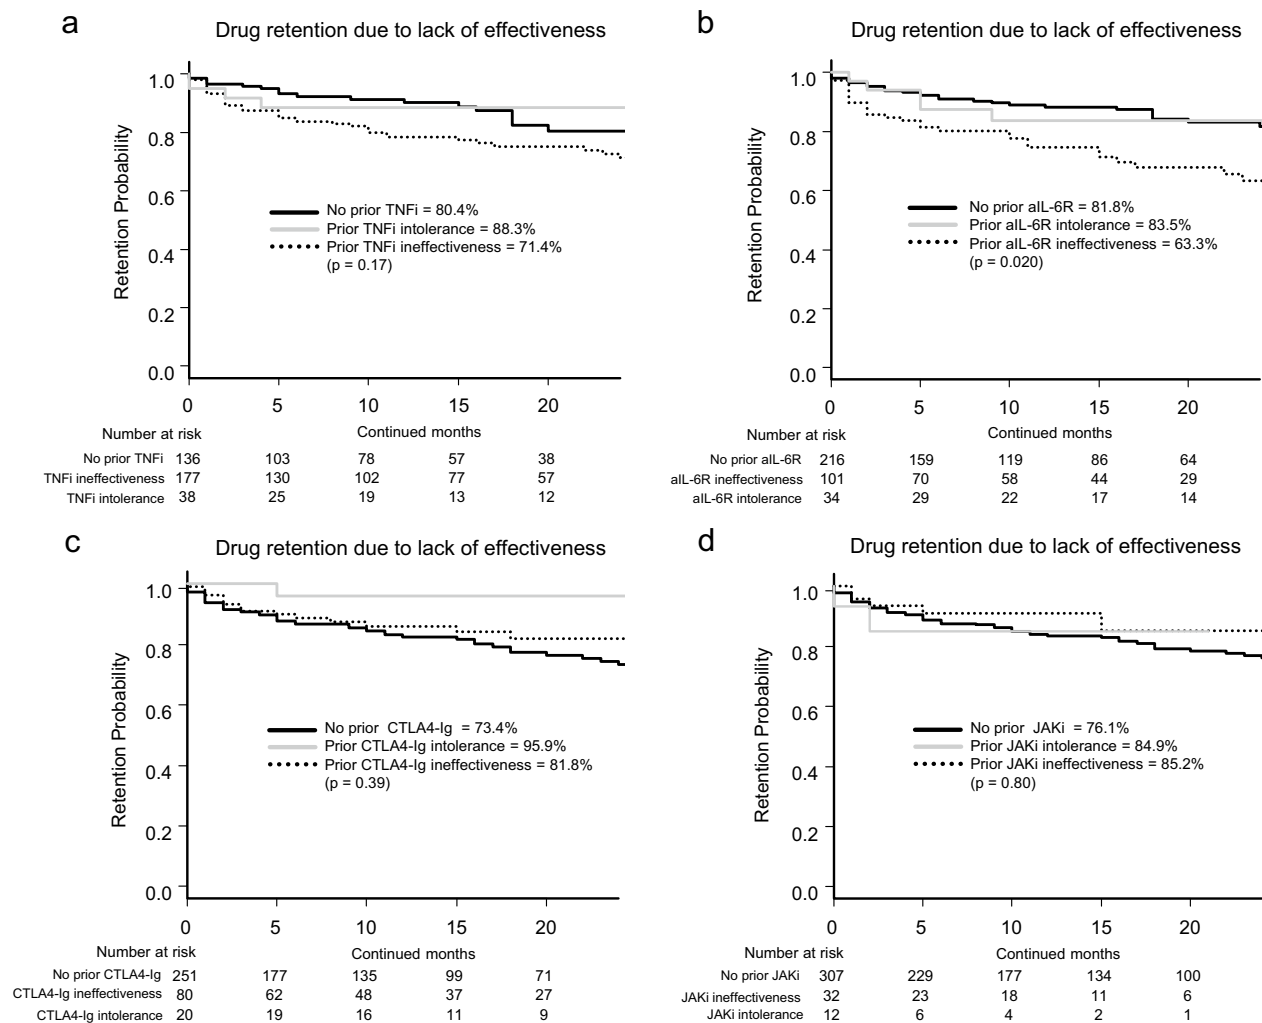 a
Drug retention due to lack of effectiveness
Retention Probability
1.0
0.8
0.6
0.4
0.2
0.0
No prior TNFi = 80.4%
Prior TNFi intolerance = 88.3%
Prior TNFi ineffectiveness = 71.4%
(p = 0.17)
0 5 10 15 20
Number at risk Continued months
No prior TNFi 136 103 78 57 38
TNFi ineffectiveness 177 130 102 77 57
TNFi intolerance 38 25 19 13 12
b
Drug retention due to lack of effectiveness
Retention Probability
1.0
0.8
0.6
0.4
0.2
0.0
No prior aIL-6R = 81.8%
Prior aIL-6R intolerance = 83.5%
Prior aIL-6R ineffectiveness = 63.3%
(p = 0.020)
0 5 10 15 20
Number at risk Continued months
No prior aIL-6R 216 159 119 86 64
aIL-6R ineffectiveness 101 70 58 44 29
aIL-6R intolerance 34 29 22 17 14
c
Drug retention due to lack of effectiveness
Retention Probability
1.0
0.8
0.6
0.4
0.2
0.0
No prior CTLA4-Ig = 73.4%
Prior CTLA4-Ig intolerance = 95.9%
Prior CTLA4-Ig ineffectiveness = 81.8%
(p = 0.39)
0 5 10 15 20
Number at risk Continued months
No prior CTLA4-Ig 251 177 135 99 71
CTLA4-Ig ineffectiveness 80 62 48 37 27
CTLA4-Ig intolerance 20 19 16 11 9
d
Drug retention due to lack of effectiveness
Retention Probability
1.0
0.8
0.6
0.4
0.2
0.0
No prior JAKi = 76.1%
Prior JAKi intolerance = 84.9%
Prior JAKi ineffectiveness = 85.2%
(p = 0.80)
0 5 10 15 20
Number at risk Continued months
No prior JAKi 307 229 177 134 100
JAKi ineffectiveness 32 23 18 11 6
JAKi intolerance 12 6 4 2 1